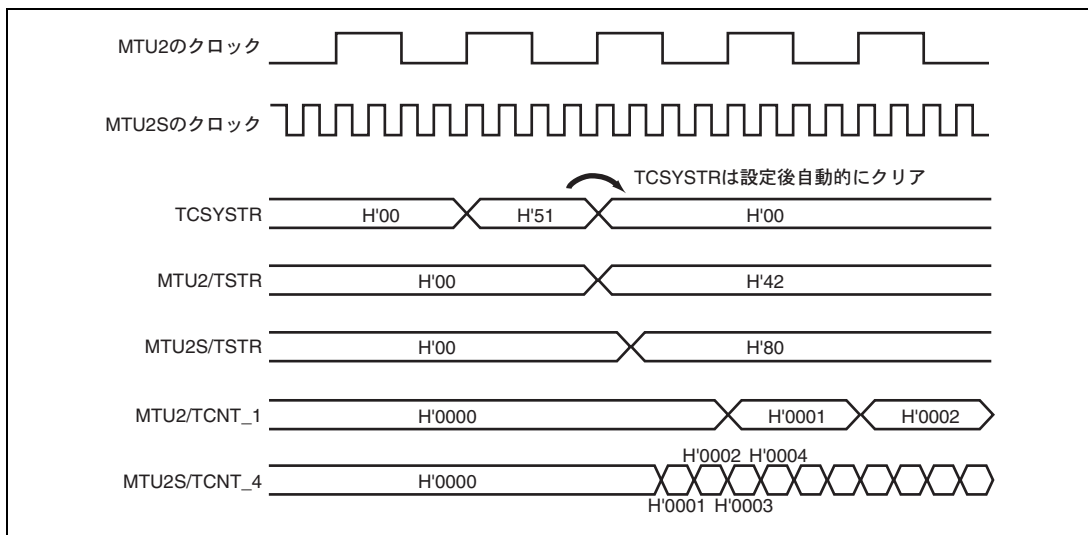 MTU2のクロック
MTU2Sのクロック
TCSYSTRは設定後自動的にクリア
TCSYSTR H'00 H'51 H'00
MTU2/TSTR H'00 H'42
MTU2S/TSTR H'00 H'80
MTU2/TCNT_1 H'0000 H'0001 H'0002
H'0002 H'0004
MTU2S/TCNT_4 H'0000
H'0001 H'0003